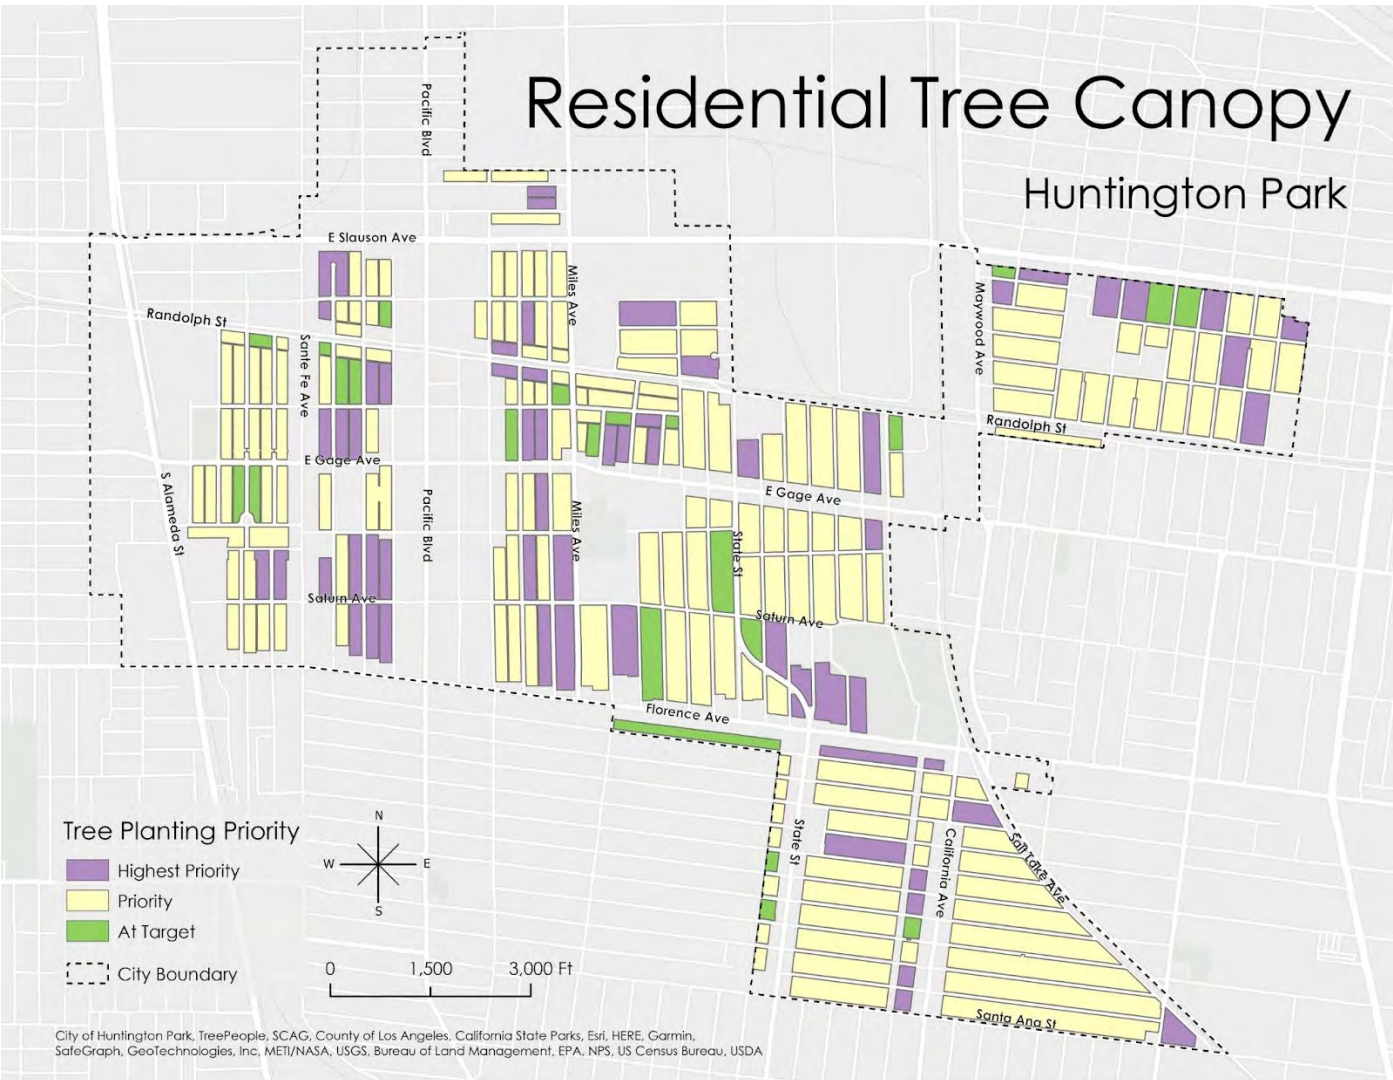 Residential Tree Canopy
Huntington Park
Pacific Blvd
E Slauson Ave
Miles Ave
Maywood Ave
Randolph St
Sante Fe Ave
Randolph St
E Gage Ave
S Alameda St
E Gage Ave
Pacific Blvd
Miles Ave
State St
Saturn Ave
Saturn Ave
Florence Ave
State St
California Ave
Salt Lake Ave
Santa Ana St
Tree Planting Priority
Highest Priority
Priority
At Target
City Boundary
N
W E
S
0 1,500 3,000 Ft
City of Huntington Park, TreePeople, SCAG, County of Los Angeles, California State Parks, Esri, HERE, Garmin,
SafeGraph, GeoTechnologies, Inc, METI/NASA, USGS, Bureau of Land Management, EPA, NPS, US Census Bureau, USDA